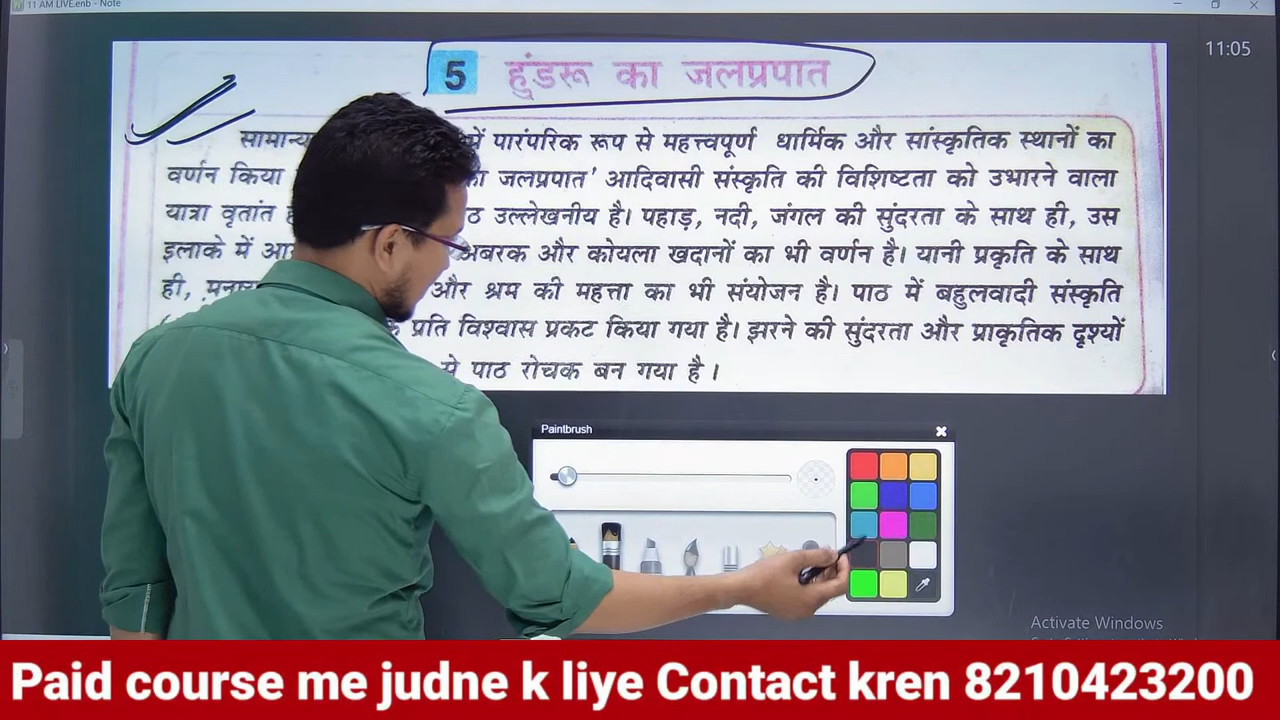 11 AM LIVE.enb - Note
11:05
5 हुंडरू का जलप्रपात
में पारंपरिक रूप से महत्त्वपूर्ण धार्मिक और सांस्कृतिक स्थानों का
वर्णन किया जलप्रपात' आदिवासी संस्कृति की विशिष्टता को उभारने वाला
यात्रा वृतांत उल्लेखनीय है। पहाड़, नदी, जंगल की सुंदरता के साथ ही, उस
इलाके में अबरक और कोयला खदानों का भी वर्णन है। यानी प्रकृति के साथ
ही, और श्रम की महत्ता का भी संयोजन है। पाठ में बहुलवादी संस्कृति
प्रति विश्वास प्रकट किया गया है। झरने की सुंदरता और प्राकृतिक दृश्यों
से पाठ रोचक बन गया है।
Paintbrush
Activate Windows
Paid course me judne k liye Contact kren 8210423200